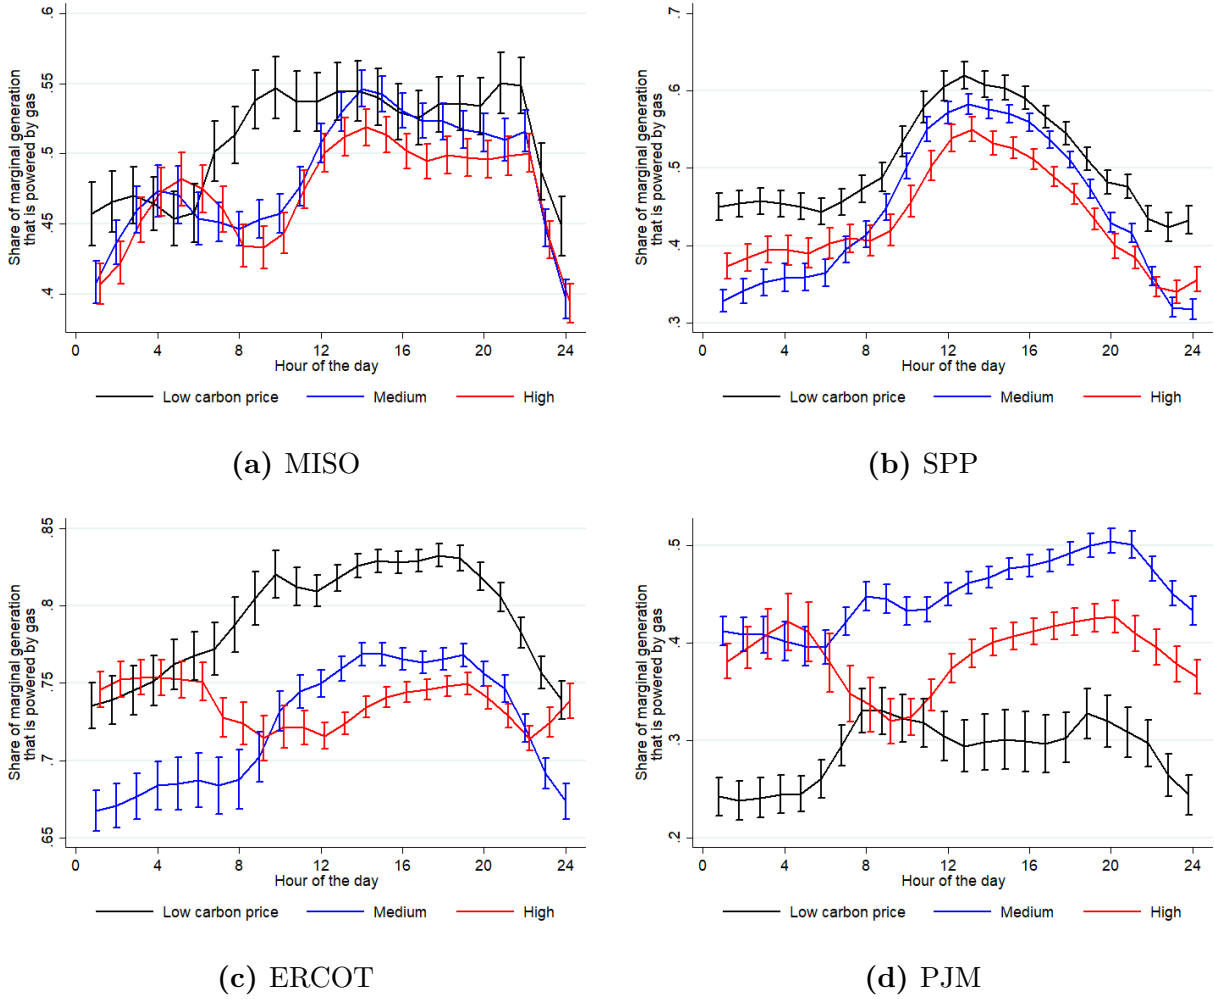 Share of marginal generation
that is powered by gas
.6
.55
.5
.45
.4
0 4 8 12 16 20 24
Hour of the day
Low carbon price Medium High
(a) MISO
Share of marginal generation
that is powered by gas
.7
.6
.5
.4
.3
0 4 8 12 16 20 24
Hour of the day
Low carbon price Medium High
(b) SPP
Share of marginal generation
that is powered by gas
.85
.8
.75
.7
.65
0 4 8 12 16 20 24
Hour of the day
Low carbon price Medium High
(c) ERCOT
Share of marginal generation
that is powered by gas
.5
.4
.3
.2
0 4 8 12 16 20 24
Hour of the day
Low carbon price Medium High
(d) PJM